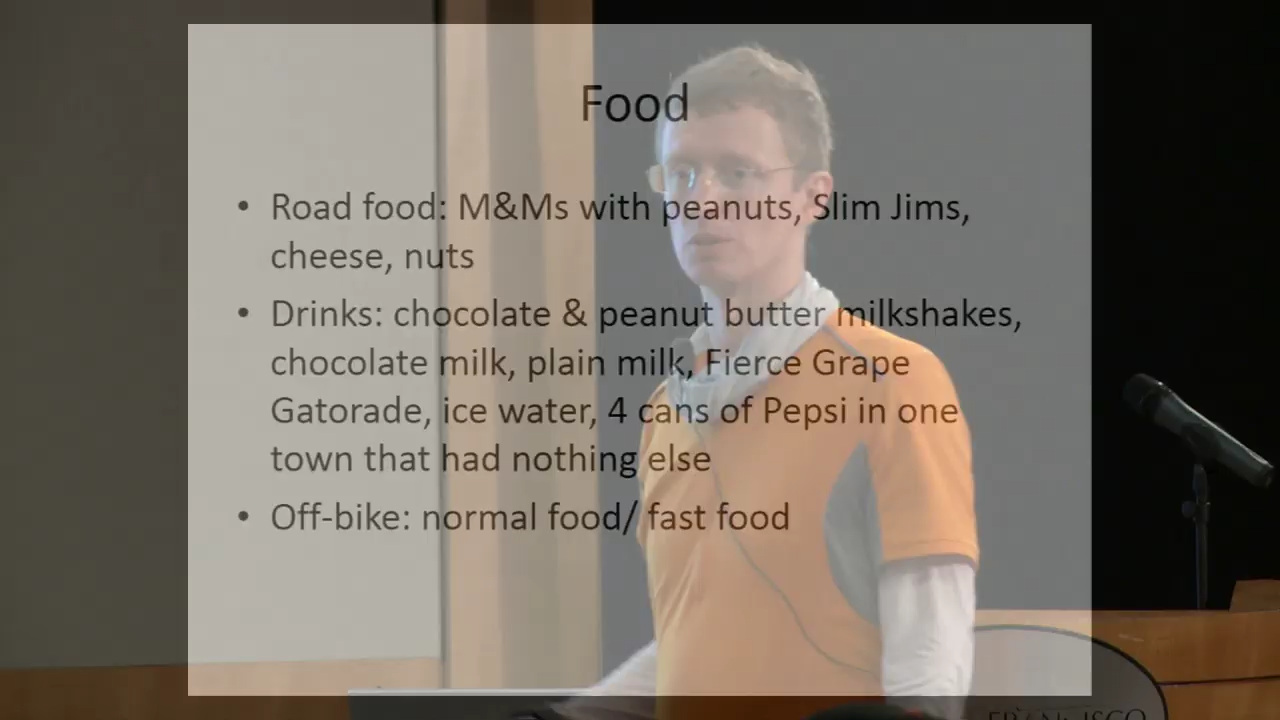 Food
• Road food: M&Ms with peanuts, Slim Jims,
cheese, nuts
• Drinks: chocolate & peanut butter milkshakes,
chocolate milk, plain milk, Fierce Grape
Gatorade, ice water, 4 cans of Pepsi in one
town that had nothing else
• Off-bike: normal food/ fast food
FRANCISCO